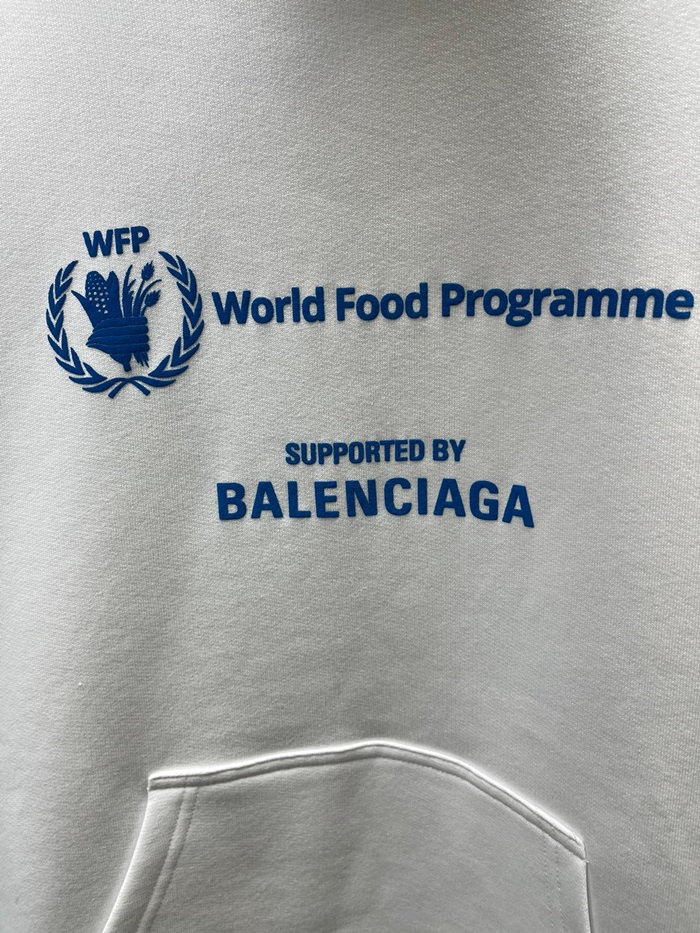 WFP
World Food Programme
SUPPORTED BY
BALENCIAGA